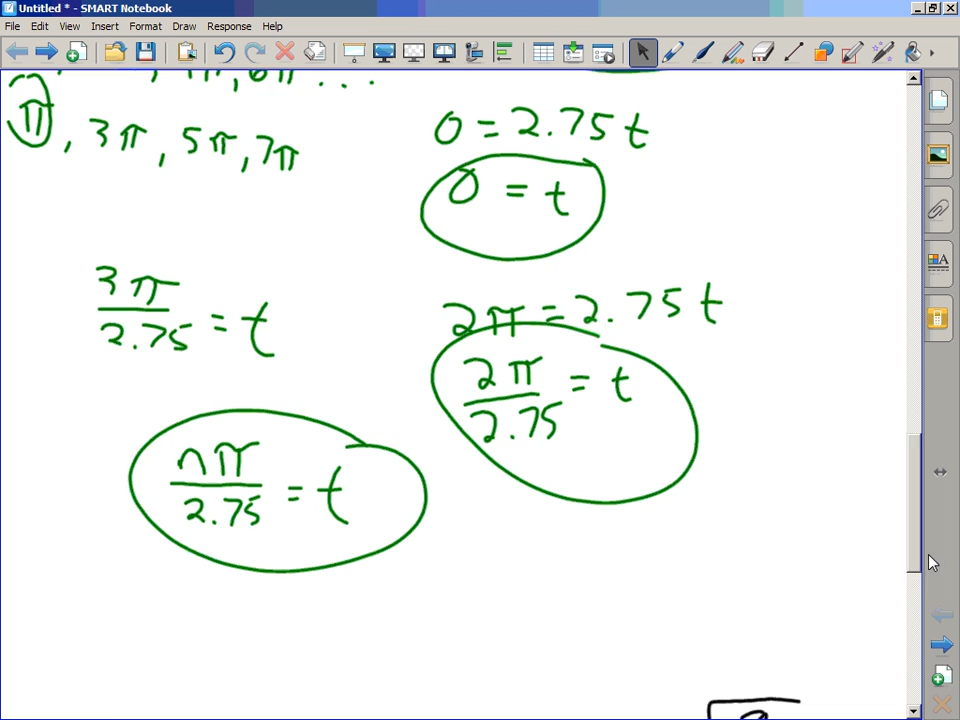 Untitled * - SMART Notebook
File Edit View Insert Format Draw Response Help
π, 3π, 5π, 7π
0 = 2.75t
0 = t
3π/2.75 = t
2π = 2.75t
2π/2.75 = t
nπ/2.75 = t